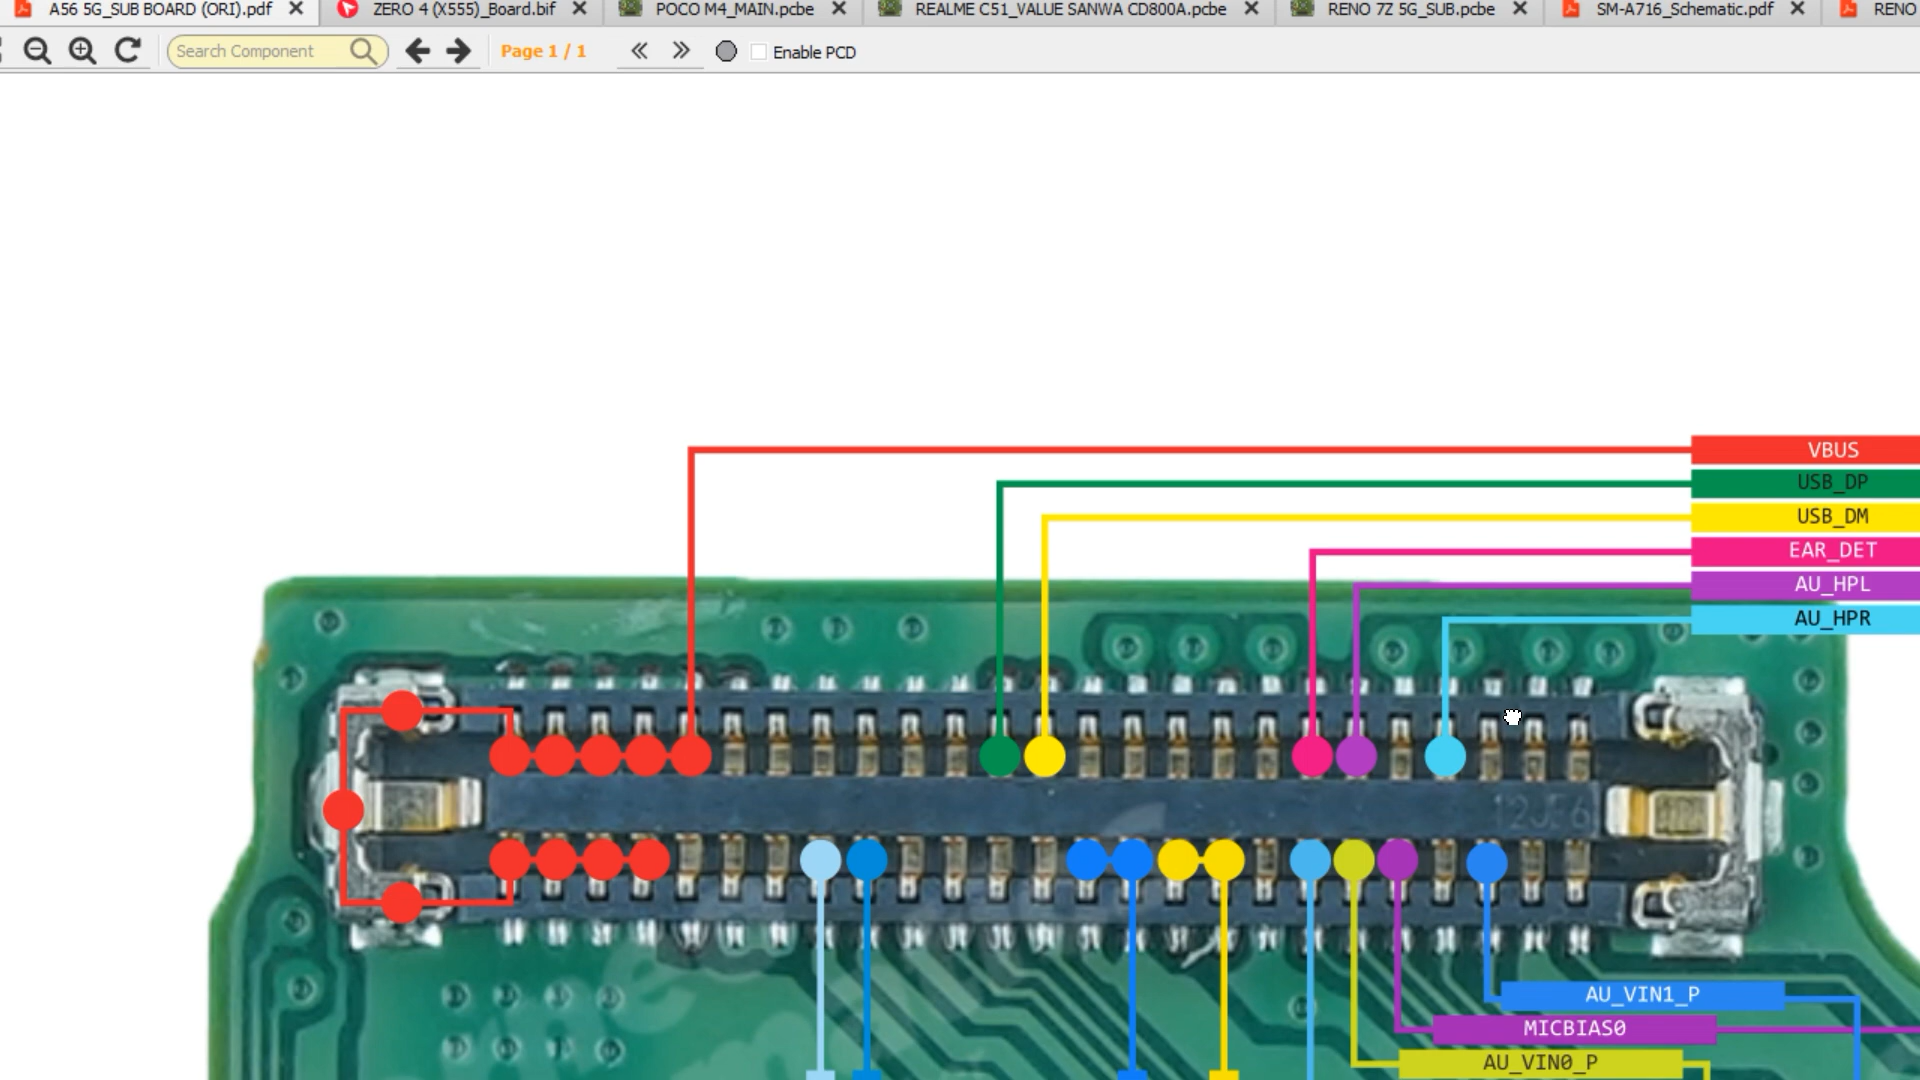 A56 5G_SUB BOARD (ORI).pdf
ZERO 4 (X555)_Board.bif
POCO M4_MAIN.pcbe
REALME C51_VALUE SANWA CD800A.pcbe
RENO 7Z 5G_SUB.pcbe
SM-A716_Schematic.pdf
RENO
Search Component
Page 1 / 1
Enable PCD
VBUS
USB_DP
USB_DM
EAR_DET
AU_HPL
AU_HPR
AU_VIN1_P
MICBIAS0
AU_VIN0_P